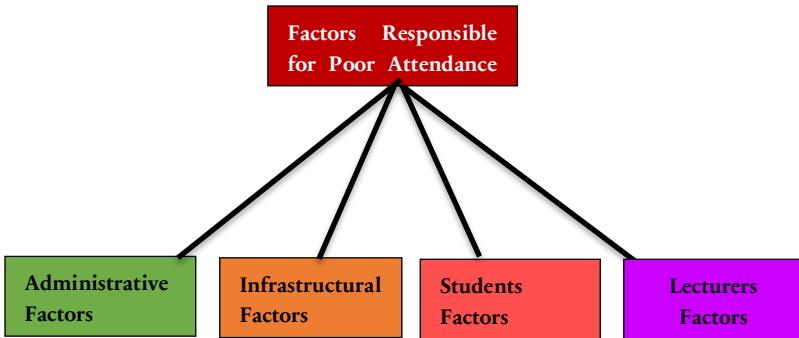 Factors Responsible
for Poor Attendance
Administrative
Factors
Infrastructural
Factors
Students
Factors
Lecturers
Factors